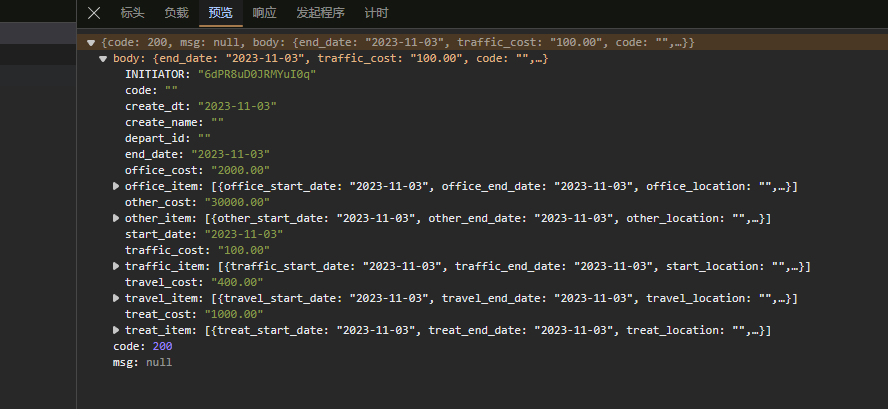 标头 负载 预览 响应 发起程序 计时
{code: 200, msg: null, body: {end_date: "2023-11-03", traffic_cost: "100.00", code: "",…}}
body: {end_date: "2023-11-03", traffic_cost: "100.00", code: "",…}
INITIATOR: "6dPR8uD0JRMYuI0q"
code: ""
create_dt: "2023-11-03"
create_name: ""
depart_id: ""
end_date: "2023-11-03"
office_cost: "2000.00"
office_item: [{office_start_date: "2023-11-03", office_end_date: "2023-11-03", office_location: "",…}]
other_cost: "30000.00"
other_item: [{other_start_date: "2023-11-03", other_end_date: "2023-11-03", other_location: "",…}]
start_date: "2023-11-03"
traffic_cost: "100.00"
traffic_item: [{traffic_start_date: "2023-11-03", traffic_end_date: "2023-11-03", start_location: "",…}]
travel_cost: "400.00"
travel_item: [{travel_start_date: "2023-11-03", travel_end_date: "2023-11-03", travel_location: "",…}]
treat_cost: "1000.00"
treat_item: [{treat_start_date: "2023-11-03", treat_end_date: "2023-11-03", treat_location: "",…}]
code: 200
msg: null